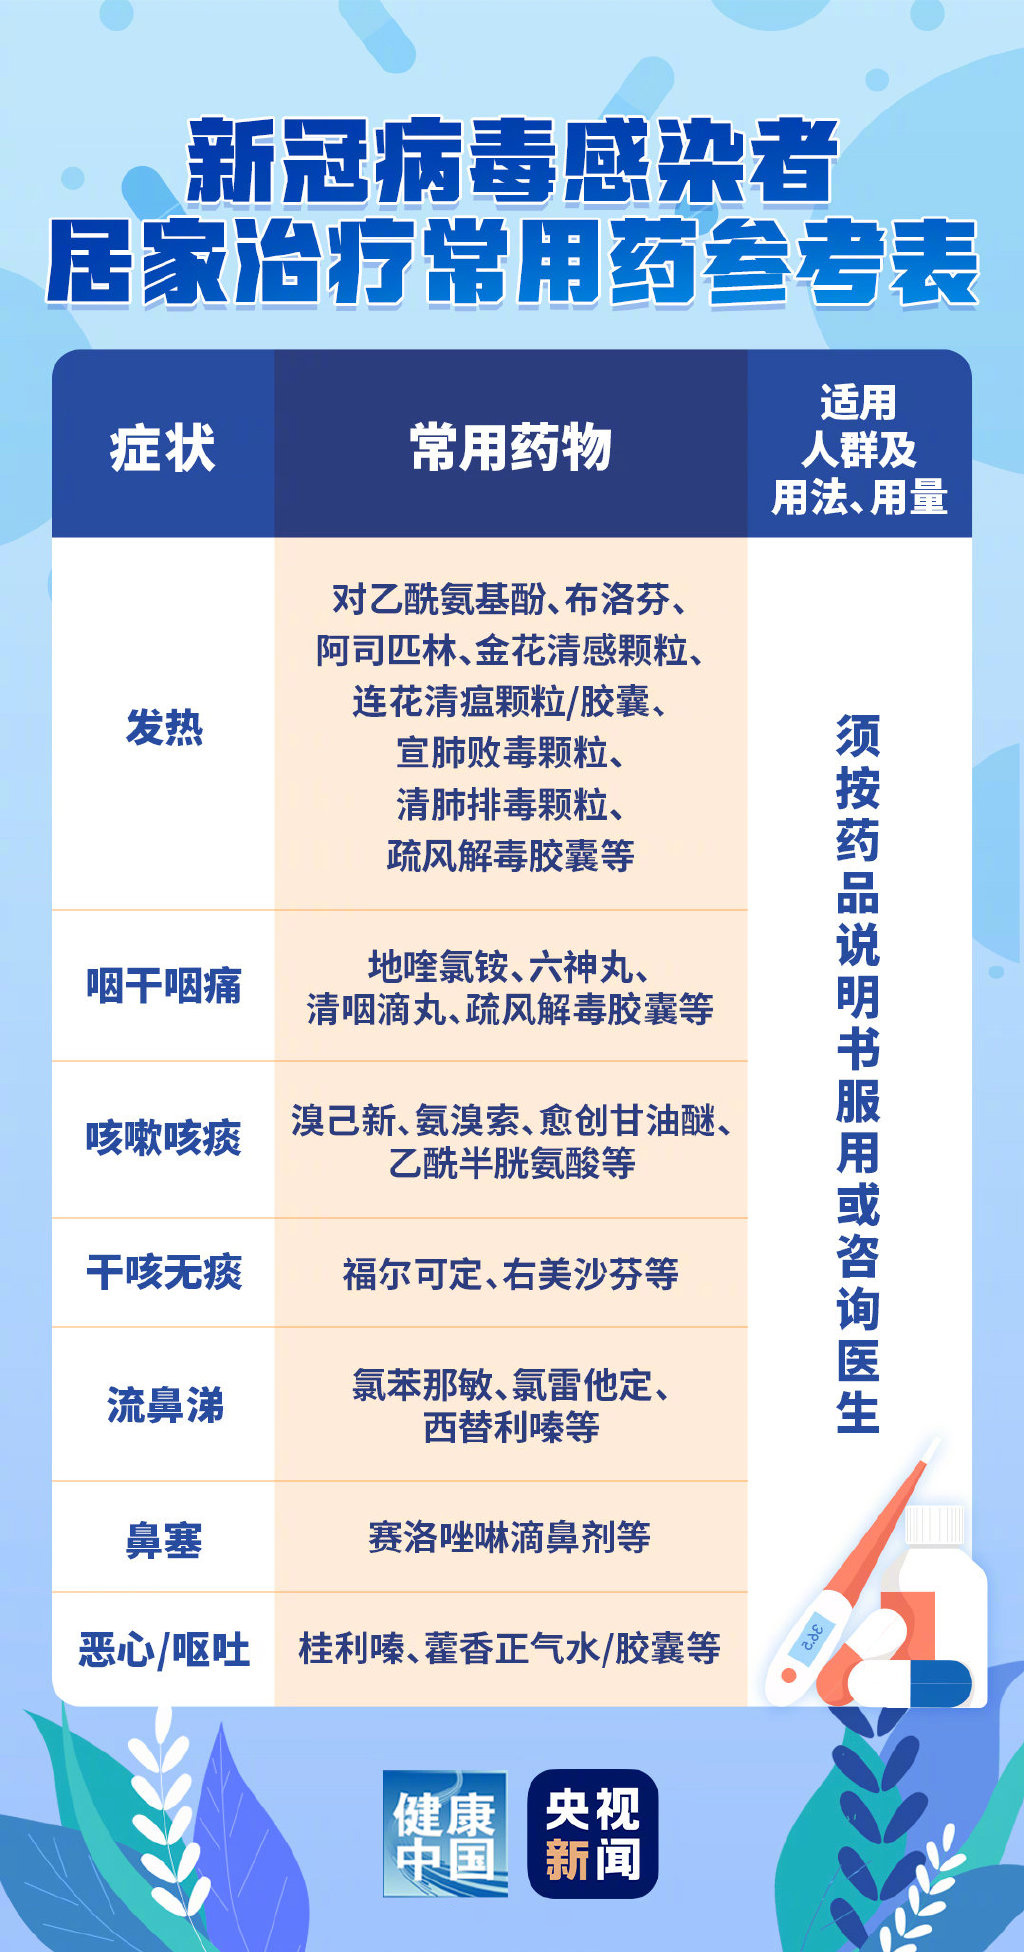 新冠病毒感染者
居家治疗常用药参考表
症状
常用药物
适用
人群及
用法、用量
发热
对乙酰氨基酚、布洛芬、
阿司匹林、金花清感颗粒、
连花清瘟颗粒/胶囊、
宣肺败毒颗粒、
清肺排毒颗粒、
疏风解毒胶囊等
咽干咽痛
地喹氯铵、六神丸、
清咽滴丸、疏风解毒胶囊等
咳嗽咳痰
溴己新、氨溴索、愈创甘油醚、
乙酰半胱氨酸等
干咳无痰
福尔可定、右美沙芬等
流鼻涕
氯苯那敏、氯雷他定、
西替利嗪等
鼻塞
赛洛唑啉滴鼻剂等
恶心/呕吐
桂利嗪、藿香正气水/胶囊等
须按药品说明书服用或咨询医生
36.5
健康
中国
央视
新闻